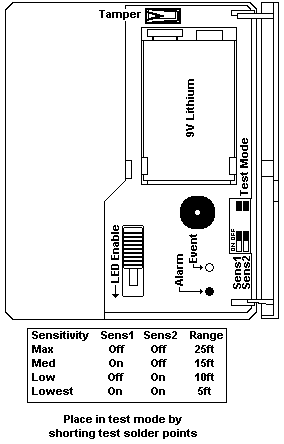 Tamper
9V Lithium
Test Mode
ON OFF
Sens1
Sens2
LED Enable
Event
Alarm
Sensitivity Sens1 Sens2 Range
Max Off Off 25ft
Med On Off 15ft
Low Off On 10ft
Lowest On On 5ft
Place in test mode by
shorting test solder points